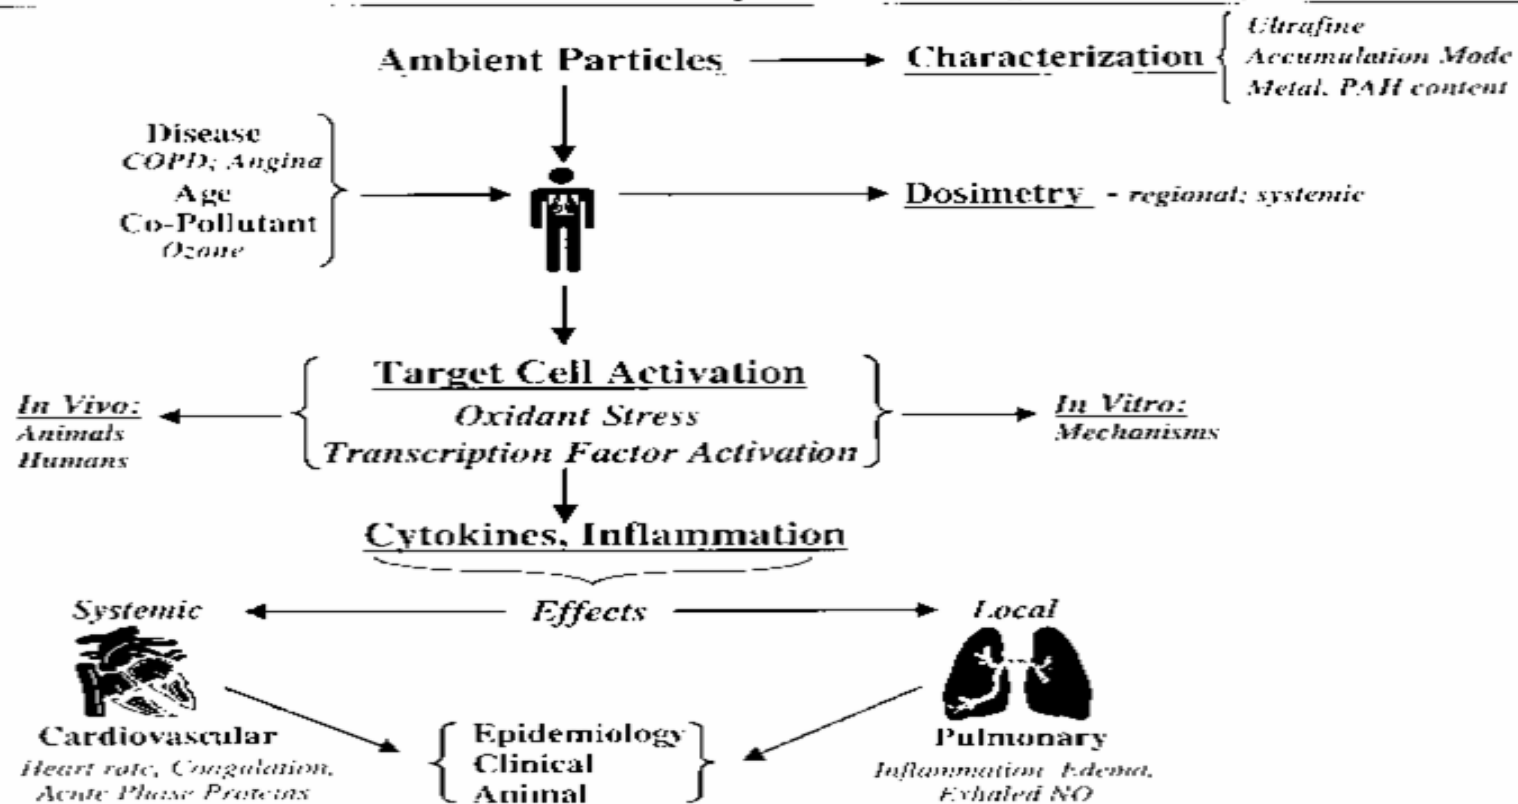 Ambient Particles
Characterization
Ultrafine
Accumulation Mode
Metal, PAH content
Disease
COPD; Angina
Age
Co-Pollutant
Ozone
Dosimetry - regional; systemic
Target Cell Activation
Oxidant Stress
Transcription Factor Activation
In Vivo:
Animals
Humans
In Vitro:
Mechanisms
Cytokines, Inflammation
Systemic
Effects
Local
Cardiovascular
Heart rate, Coagulation,
Acute Phase Proteins
Epidemiology
Clinical
Animal
Pulmonary
Inflammation Edema,
Exhaled NO